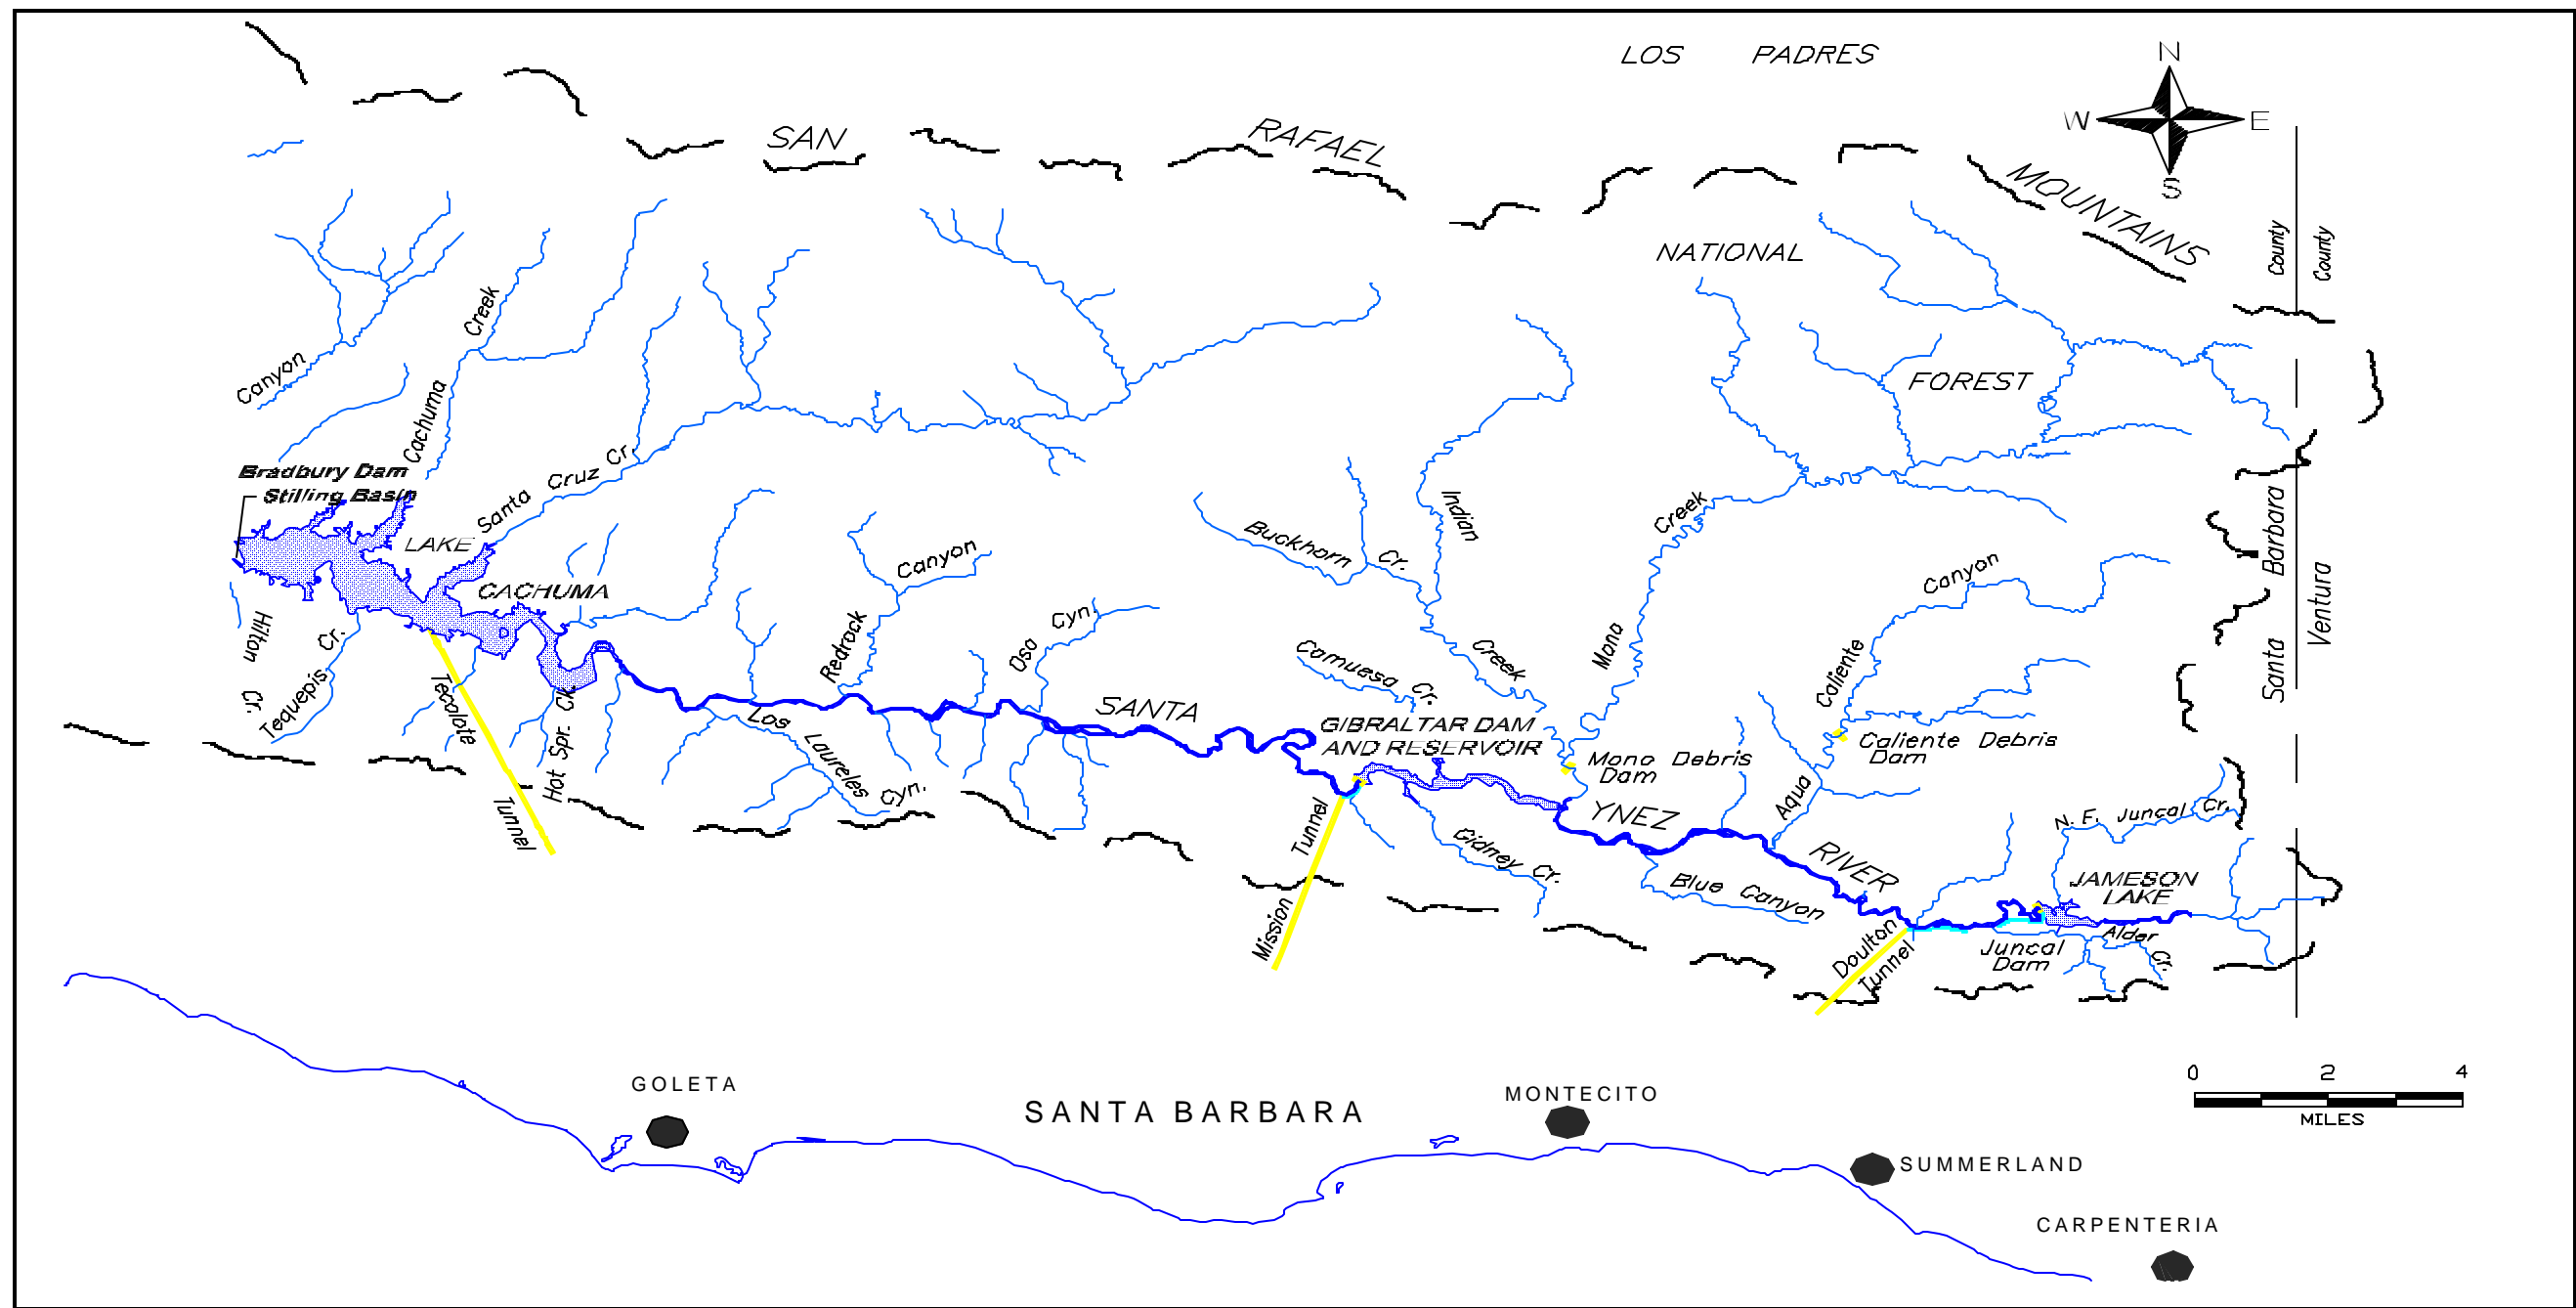 LOS PADRES
N
W E
S
SAN
RAFAEL
MOUNTAINS
NATIONAL
County
County
Creek
Canyon
FOREST
Cachuma
Bradbury Dam
Stilling Basin
Santa Cruz Cr.
Indian
Creek
Barbara
LAKE
Buckhorn Cr.
Canyon
Canyon
CACHUMA
Ventura
Hilton
Cr.
Cr.
Tequepis
Redrock
Oso Cyn.
Mono
Camuesa Cr.
Creek
Caliente
Santa
Tecolote
Hot Spr. Ck.
Los
Laureles
Cyn.
SANTA
GIBRALTAR DAM
AND RESERVOIR
Mono Debris
Dam
Caliente Debris
Dam
Tunnel
Tunnel
YNEZ
Aqua
N. F. Juncal Cr.
Gidney Cr.
RIVER
Blue Canyon
JAMESON
LAKE
Mission
Doulton
Tunnel
Juncal
Dam
Alder
Cr.
0 2 4
MILES
GOLETA
SANTA BARBARA
MONTECITO
SUMMERLAND
CARPENTERIA